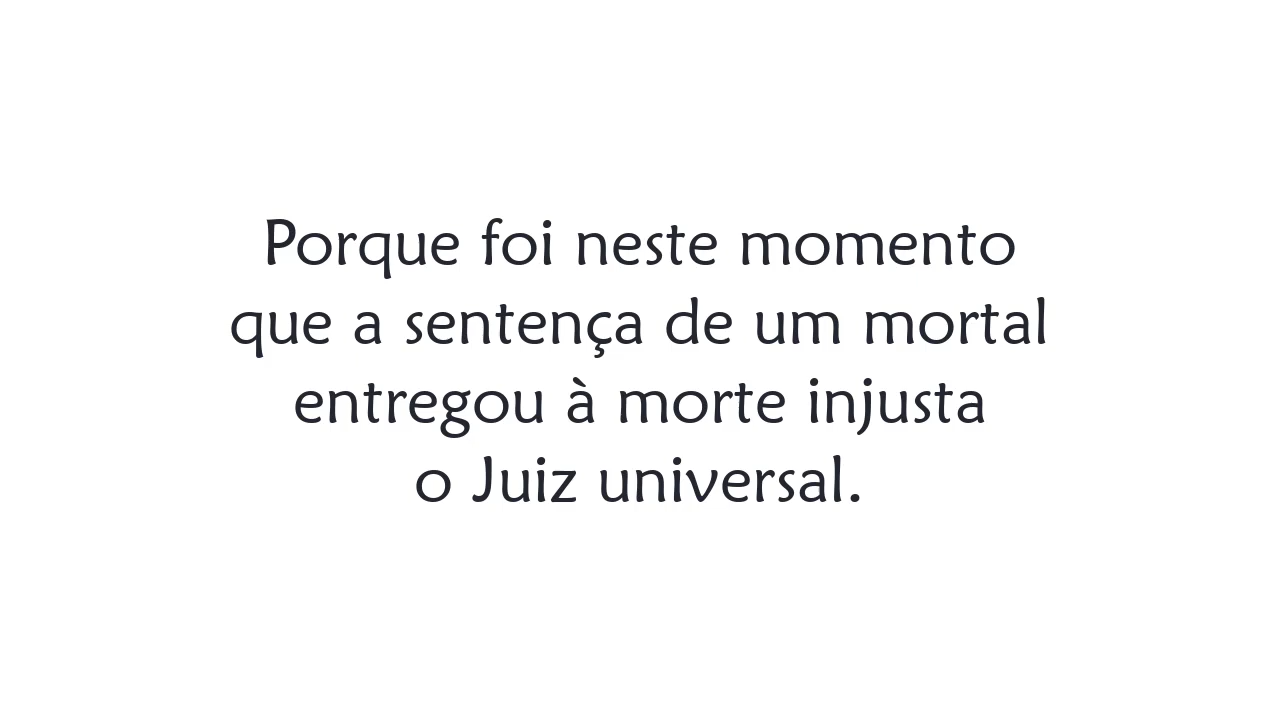 Porque foi neste momento
que a sentença de um mortal
entregou à morte injusta
o Juiz universal.